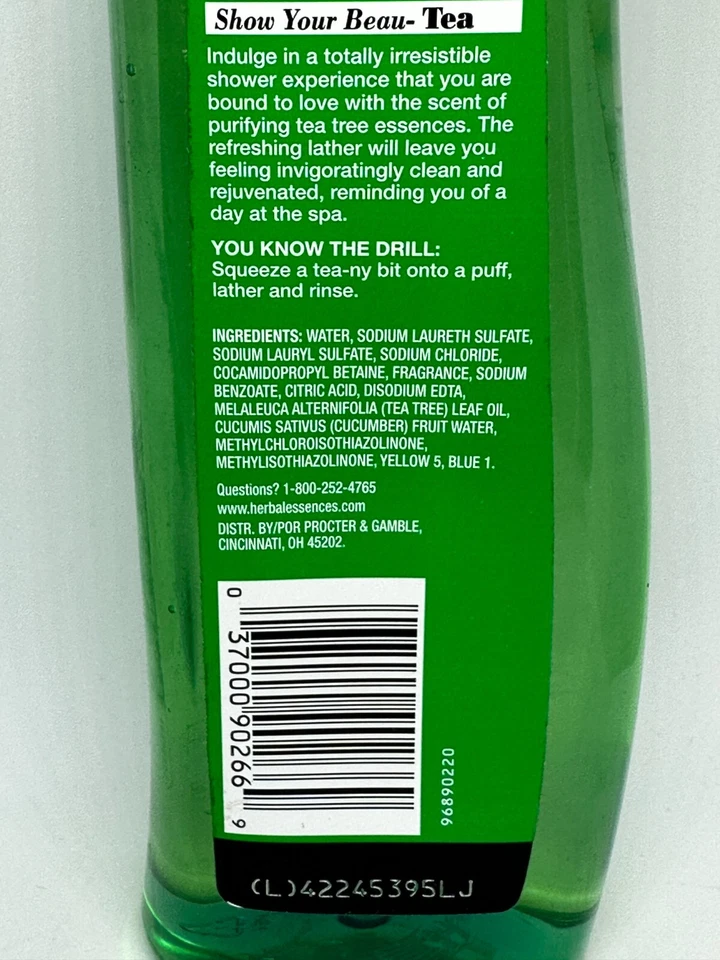 Show Your Beau- Tea
Indulge in a totally irresistible
shower experience that you are
bound to love with the scent of
purifying tea tree essences. The
refreshing lather will leave you
feeling invigoratingly clean and
rejuvenated, reminding you of a
day at the spa.
YOU KNOW THE DRILL:
Squeeze a tea-ny bit onto a puff,
lather and rinse.
INGREDIENTS: WATER, SODIUM LAURETH SULFATE,
SODIUM LAURYL SULFATE, SODIUM CHLORIDE,
COCAMIDOPROPYL BETAINE, FRAGRANCE, SODIUM
BENZOATE, CITRIC ACID, DISODIUM EDTA,
MELALEUCA ALTERNIFOLIA (TEA TREE) LEAF OIL,
CUCUMIS SATIVUS (CUCUMBER) FRUIT WATER,
METHYLCHLOROISOTHIAZOLINONE,
METHYLISOTHIAZOLINONE, YELLOW 5, BLUE 1.
Questions? 1-800-252-4765
www.herbalessences.com
DISTR. BY/POR PROCTER & GAMBLE,
CINCINNATI, OH 45202.
0 37000 90266 9
96890220
(L)42245395LJ